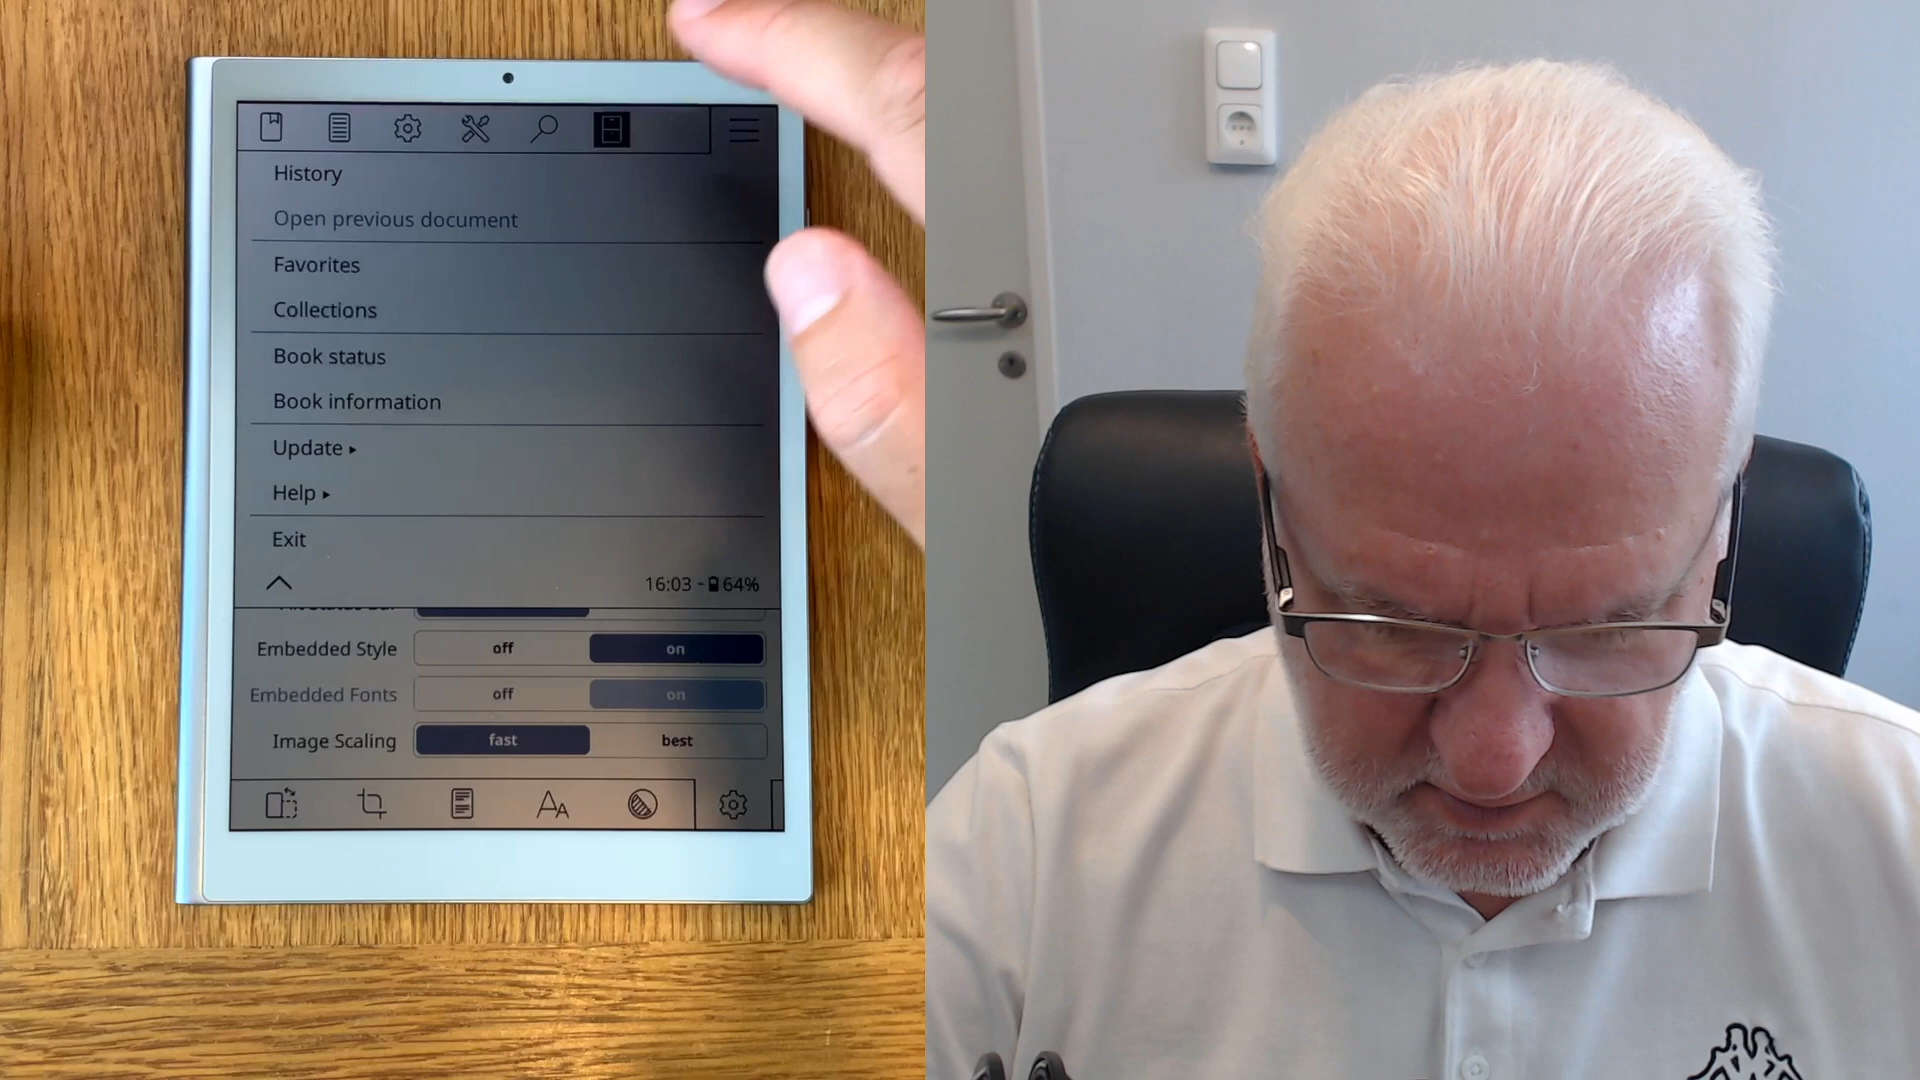 History
Open previous document
Favorites
Collections
Book status
Book information
Update ▸
Help ▸
Exit
16:03 - 64%
Embedded Style off on
Embedded Fonts off on
Image Scaling fast best